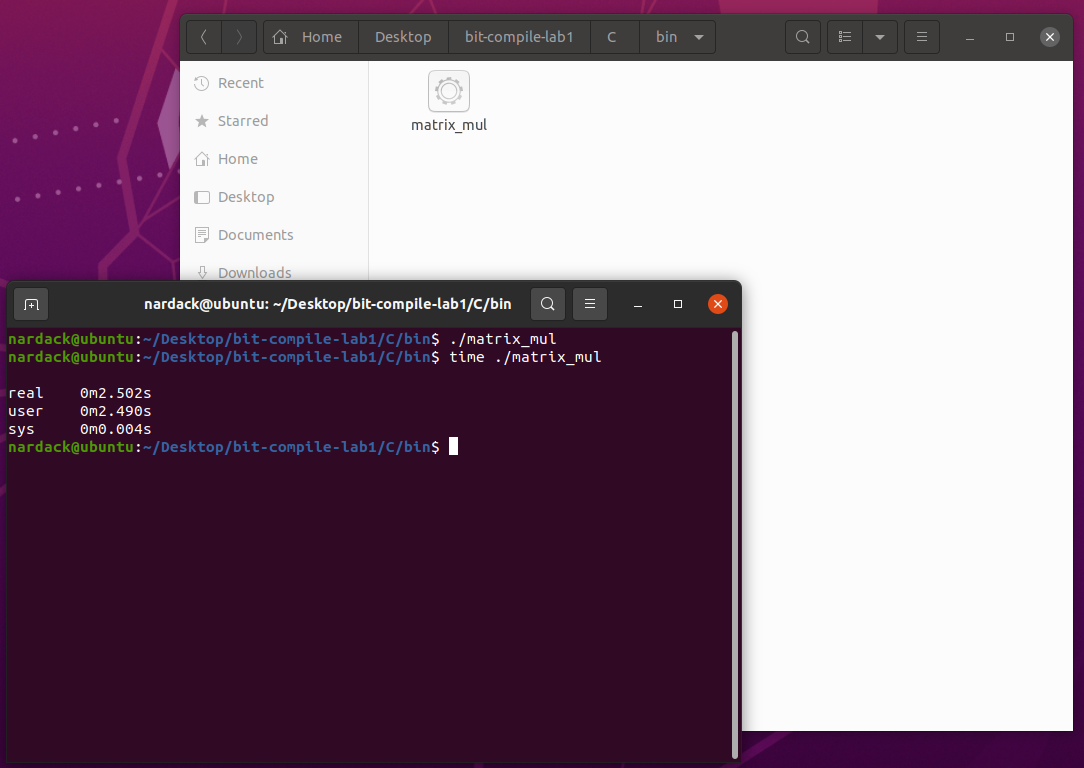 Home Desktop bit-compile-lab1 C bin
Recent
Starred
Home
Desktop
Documents
Downloads
matrix_mul
nardack@ubuntu: ~/Desktop/bit-compile-lab1/C/bin
nardack@ubuntu:~/Desktop/bit-compile-lab1/C/bin$ ./matrix_mul
nardack@ubuntu:~/Desktop/bit-compile-lab1/C/bin$ time ./matrix_mul
real 0m2.502s
user 0m2.490s
sys 0m0.004s
nardack@ubuntu:~/Desktop/bit-compile-lab1/C/bin$